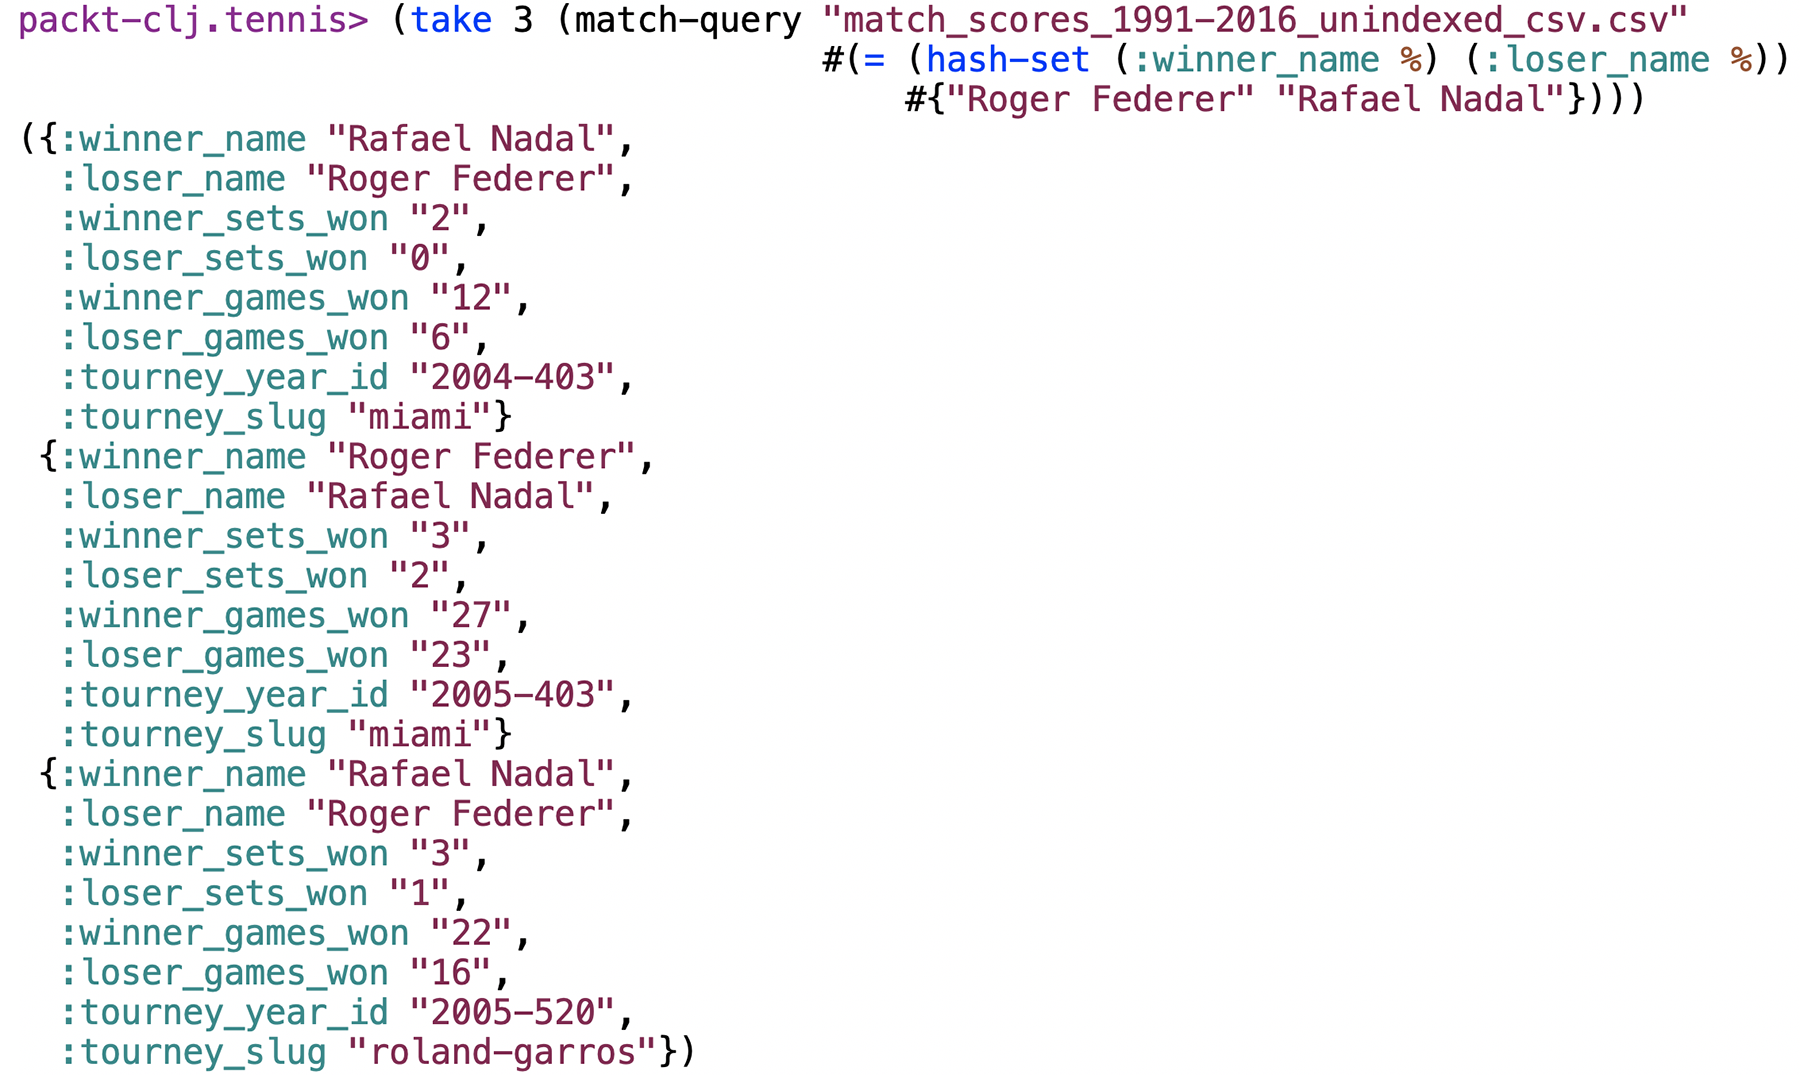 packt-clj.tennis> (take 3 (match-query "match_scores_1991-2016_unindexed_csv.csv"
#(= (hash-set (:winner_name %) (:loser_name %))
#{"Roger Federer" "Rafael Nadal"})))
({:winner_name "Rafael Nadal",
:loser_name "Roger Federer",
:winner_sets_won "2",
:loser_sets_won "0",
:winner_games_won "12",
:loser_games_won "6",
:tourney_year_id "2004-403",
:tourney_slug "miami"}
{:winner_name "Roger Federer",
:loser_name "Rafael Nadal",
:winner_sets_won "3",
:loser_sets_won "2",
:winner_games_won "27",
:loser_games_won "23",
:tourney_year_id "2005-403",
:tourney_slug "miami"}
{:winner_name "Rafael Nadal",
:loser_name "Roger Federer",
:winner_sets_won "3",
:loser_sets_won "1",
:winner_games_won "22",
:loser_games_won "16",
:tourney_year_id "2005-520",
:tourney_slug "roland-garros"})